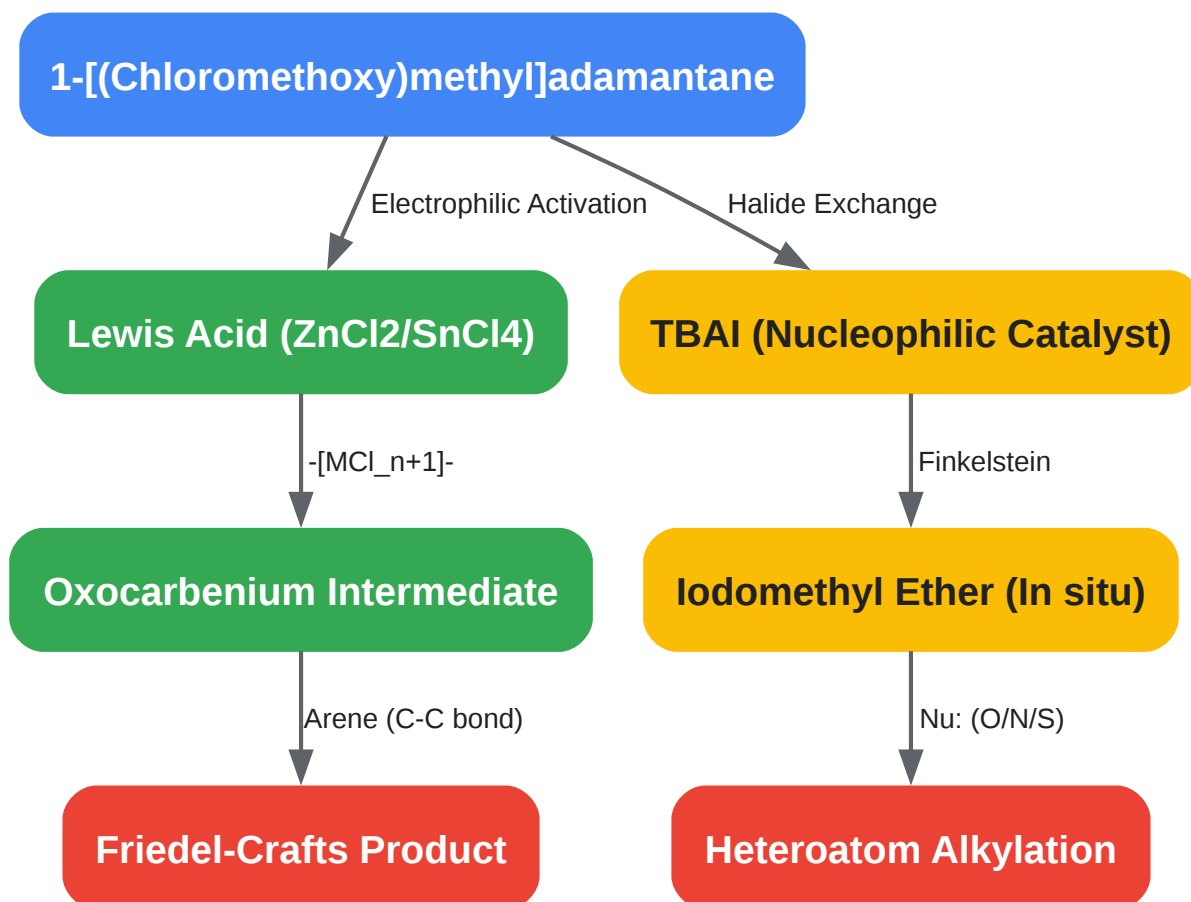 1-[(Chloromethoxy)methyl]adamantane
Electrophilic Activation
Halide Exchange
Lewis Acid (ZnCl2/SnCl4)
TBAI (Nucleophilic Catalyst)
-[MCl_n+1]-
Finkelstein
Oxocarbenium Intermediate
Iodomethyl Ether (In situ)
Arene (C-C bond)
Nu: (O/N/S)
Friedel-Crafts Product
Heteroatom Alkylation